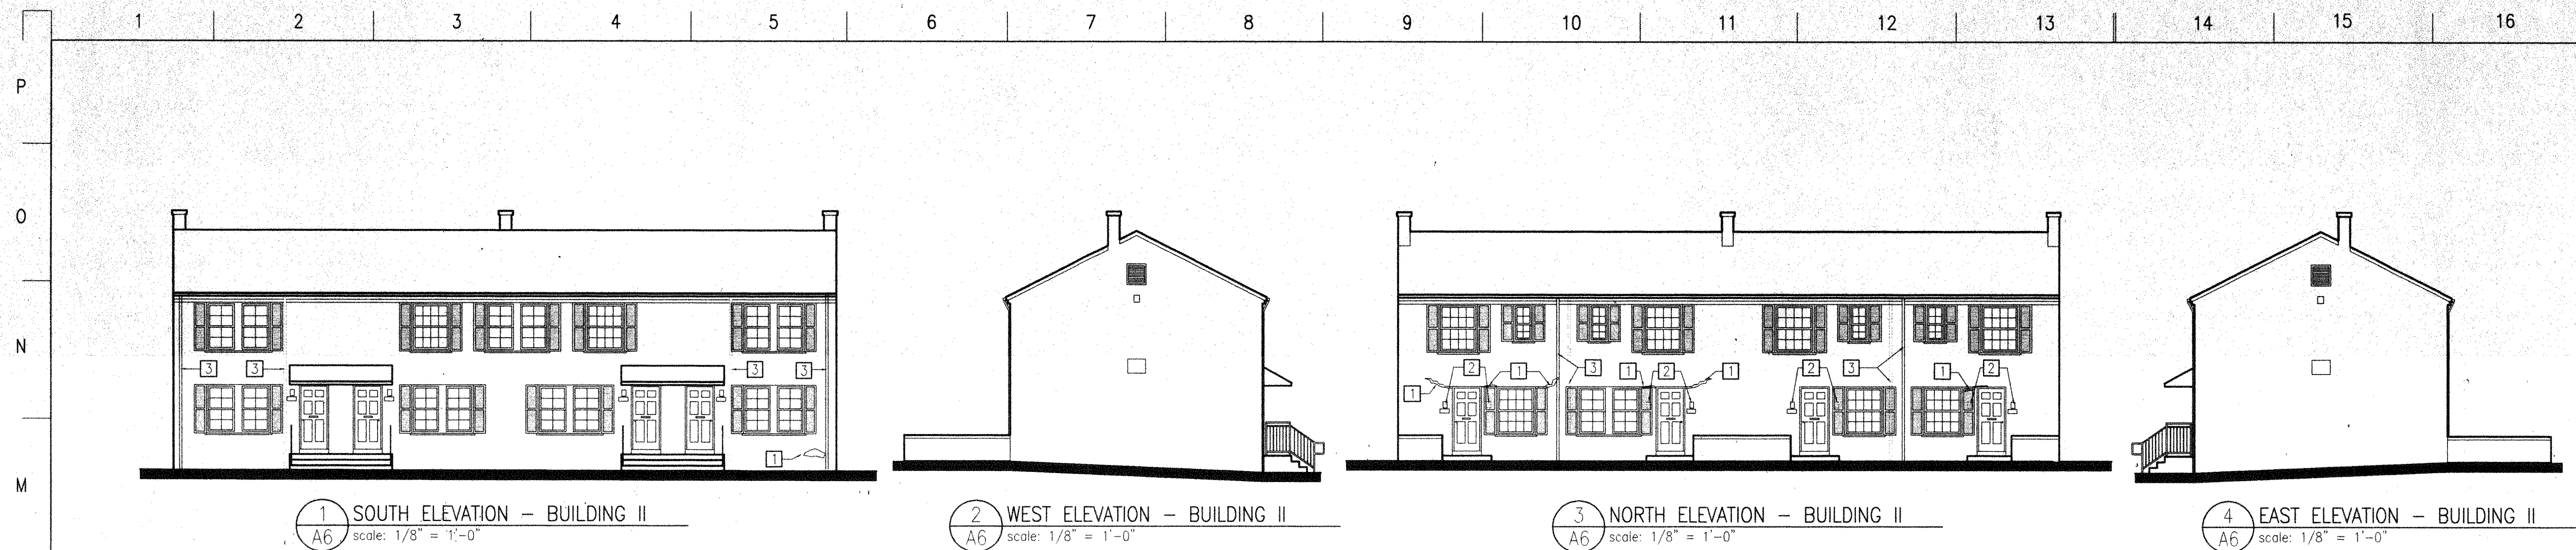 1 2 3 4 5 6 7 8 9 10 11 12 13 14 15 16
P
O
N
M
3 3 3 3
1
2 1 3 1 2 1 2 3 1 2
1
1 SOUTH ELEVATION - BUILDING II
A6 scale: 1/8" = 1'-0"
2 WEST ELEVATION - BUILDING II
A6 scale: 1/8" = 1'-0"
3 NORTH ELEVATION - BUILDING II
A6 scale: 1/8" = 1'-0"
4 EAST ELEVATION - BUILDING II
A6 scale: 1/8" = 1'-0"